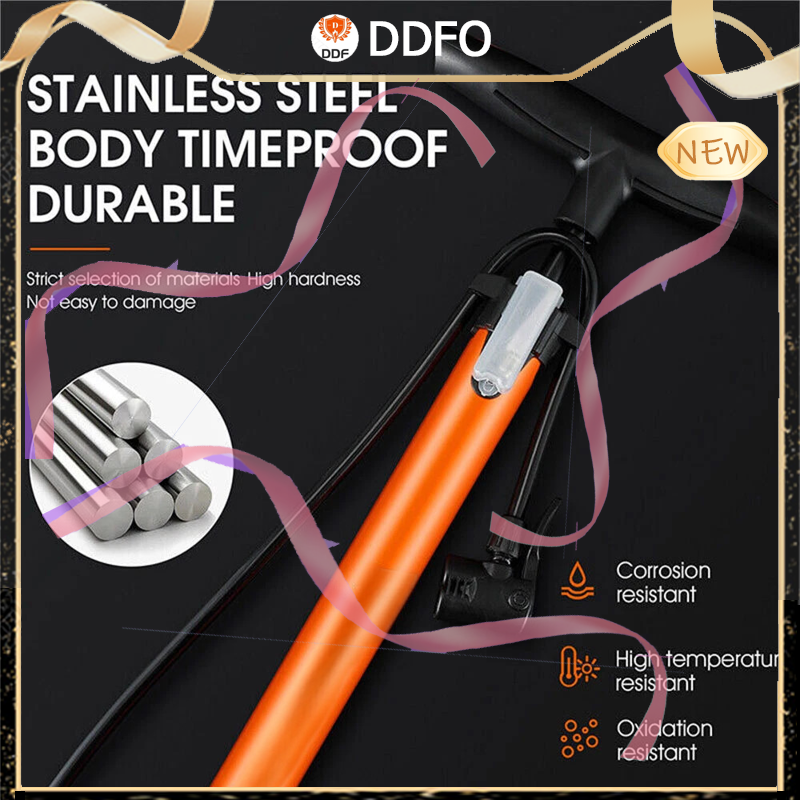 DDF
DDFO
STAINLESS STEEL
BODY TIMEPROOF
DURABLE
NEW
Strict selection of materials High hardness
Not easy to damage
Corrosion
resistant
High temperatur
resistant
Oxidation
resistant